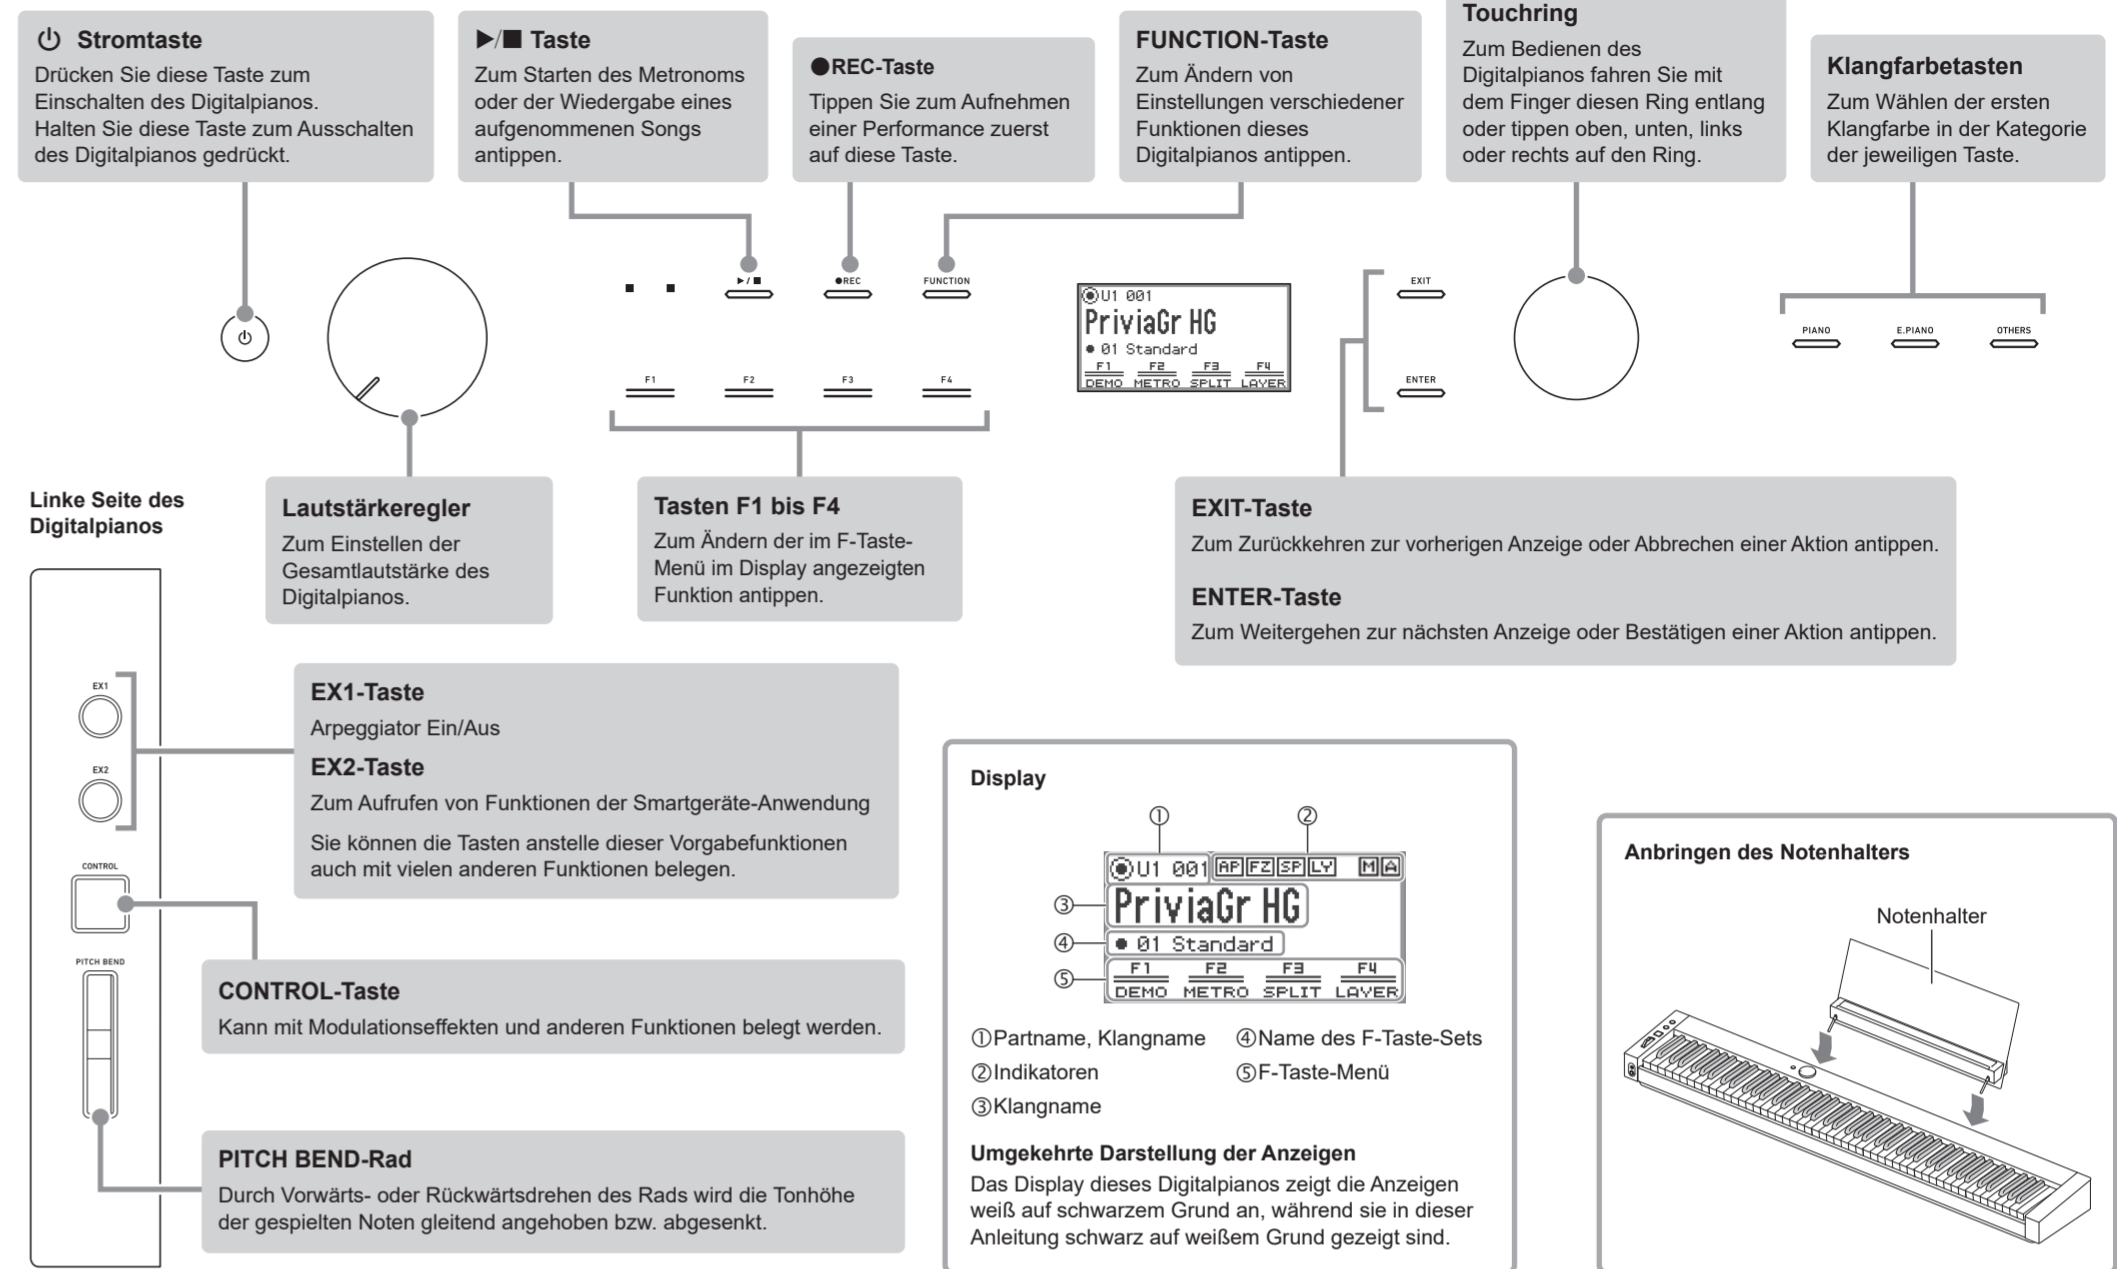 ⏻ Stromtaste
Drücken Sie diese Taste zum
Einschalten des Digitalpianos.
Halten Sie diese Taste zum Ausschalten
des Digitalpianos gedrückt.
▶/■ Taste
Zum Starten des Metronoms
oder der Wiedergabe eines
aufgenommenen Songs
antippen.
●REC-Taste
Tippen Sie zum Aufnehmen
einer Performance zuerst
auf diese Taste.
FUNCTION-Taste
Zum Ändern von
Einstellungen verschiedener
Funktionen dieses
Digitalpianos antippen.
Touchring
Zum Bedienen des
Digitalpianos fahren Sie mit
dem Finger diesen Ring entlang
oder tippen oben, unten, links
oder rechts auf den Ring.
Klangfarbetasten
Zum Wählen der ersten
Klangfarbe in der Kategorie
der jeweiligen Taste.
▶/■
●REC
FUNCTION
F1
F2
F3
F4
U1 001
PriviaGr HG
● 01 Standard
F1 F2 F3 F4
DEMO METRO SPLIT LAYER
EXIT
ENTER
PIANO
E.PIANO
OTHERS
Linke Seite des
Digitalpianos
Lautstärkeregler
Zum Einstellen der
Gesamtlautstärke des
Digitalpianos.
Tasten F1 bis F4
Zum Ändern der im F-Taste-
Menü im Display angezeigten
Funktion antippen.
EXIT-Taste
Zum Zurückkehren zur vorherigen Anzeige oder Abbrechen einer Aktion antippen.
ENTER-Taste
Zum Weitergehen zur nächsten Anzeige oder Bestätigen einer Aktion antippen.
EX1
EX2
CONTROL
PITCH BEND
EX1-Taste
Arpeggiator Ein/Aus
EX2-Taste
Zum Aufrufen von Funktionen der Smartgeräte-Anwendung
Sie können die Tasten anstelle dieser Vorgabefunktionen
auch mit vielen anderen Funktionen belegen.
CONTROL-Taste
Kann mit Modulationseffekten und anderen Funktionen belegt werden.
PITCH BEND-Rad
Durch Vorwärts- oder Rückwärtsdrehen des Rads wird die Tonhöhe
der gespielten Noten gleitend angehoben bzw. abgesenkt.
Display
① ②
U1 001 AP FZ SP LY M A
③ PriviaGr HG
④ ● 01 Standard
⑤ F1 F2 F3 F4
DEMO METRO SPLIT LAYER
①Partname, Klangname ④Name des F-Taste-Sets
②Indikatoren ⑤F-Taste-Menü
③Klangname
Umgekehrte Darstellung der Anzeigen
Das Display dieses Digitalpianos zeigt die Anzeigen
weiß auf schwarzem Grund an, während sie in dieser
Anleitung schwarz auf weißem Grund gezeigt sind.
Anbringen des Notenhalters
Notenhalter